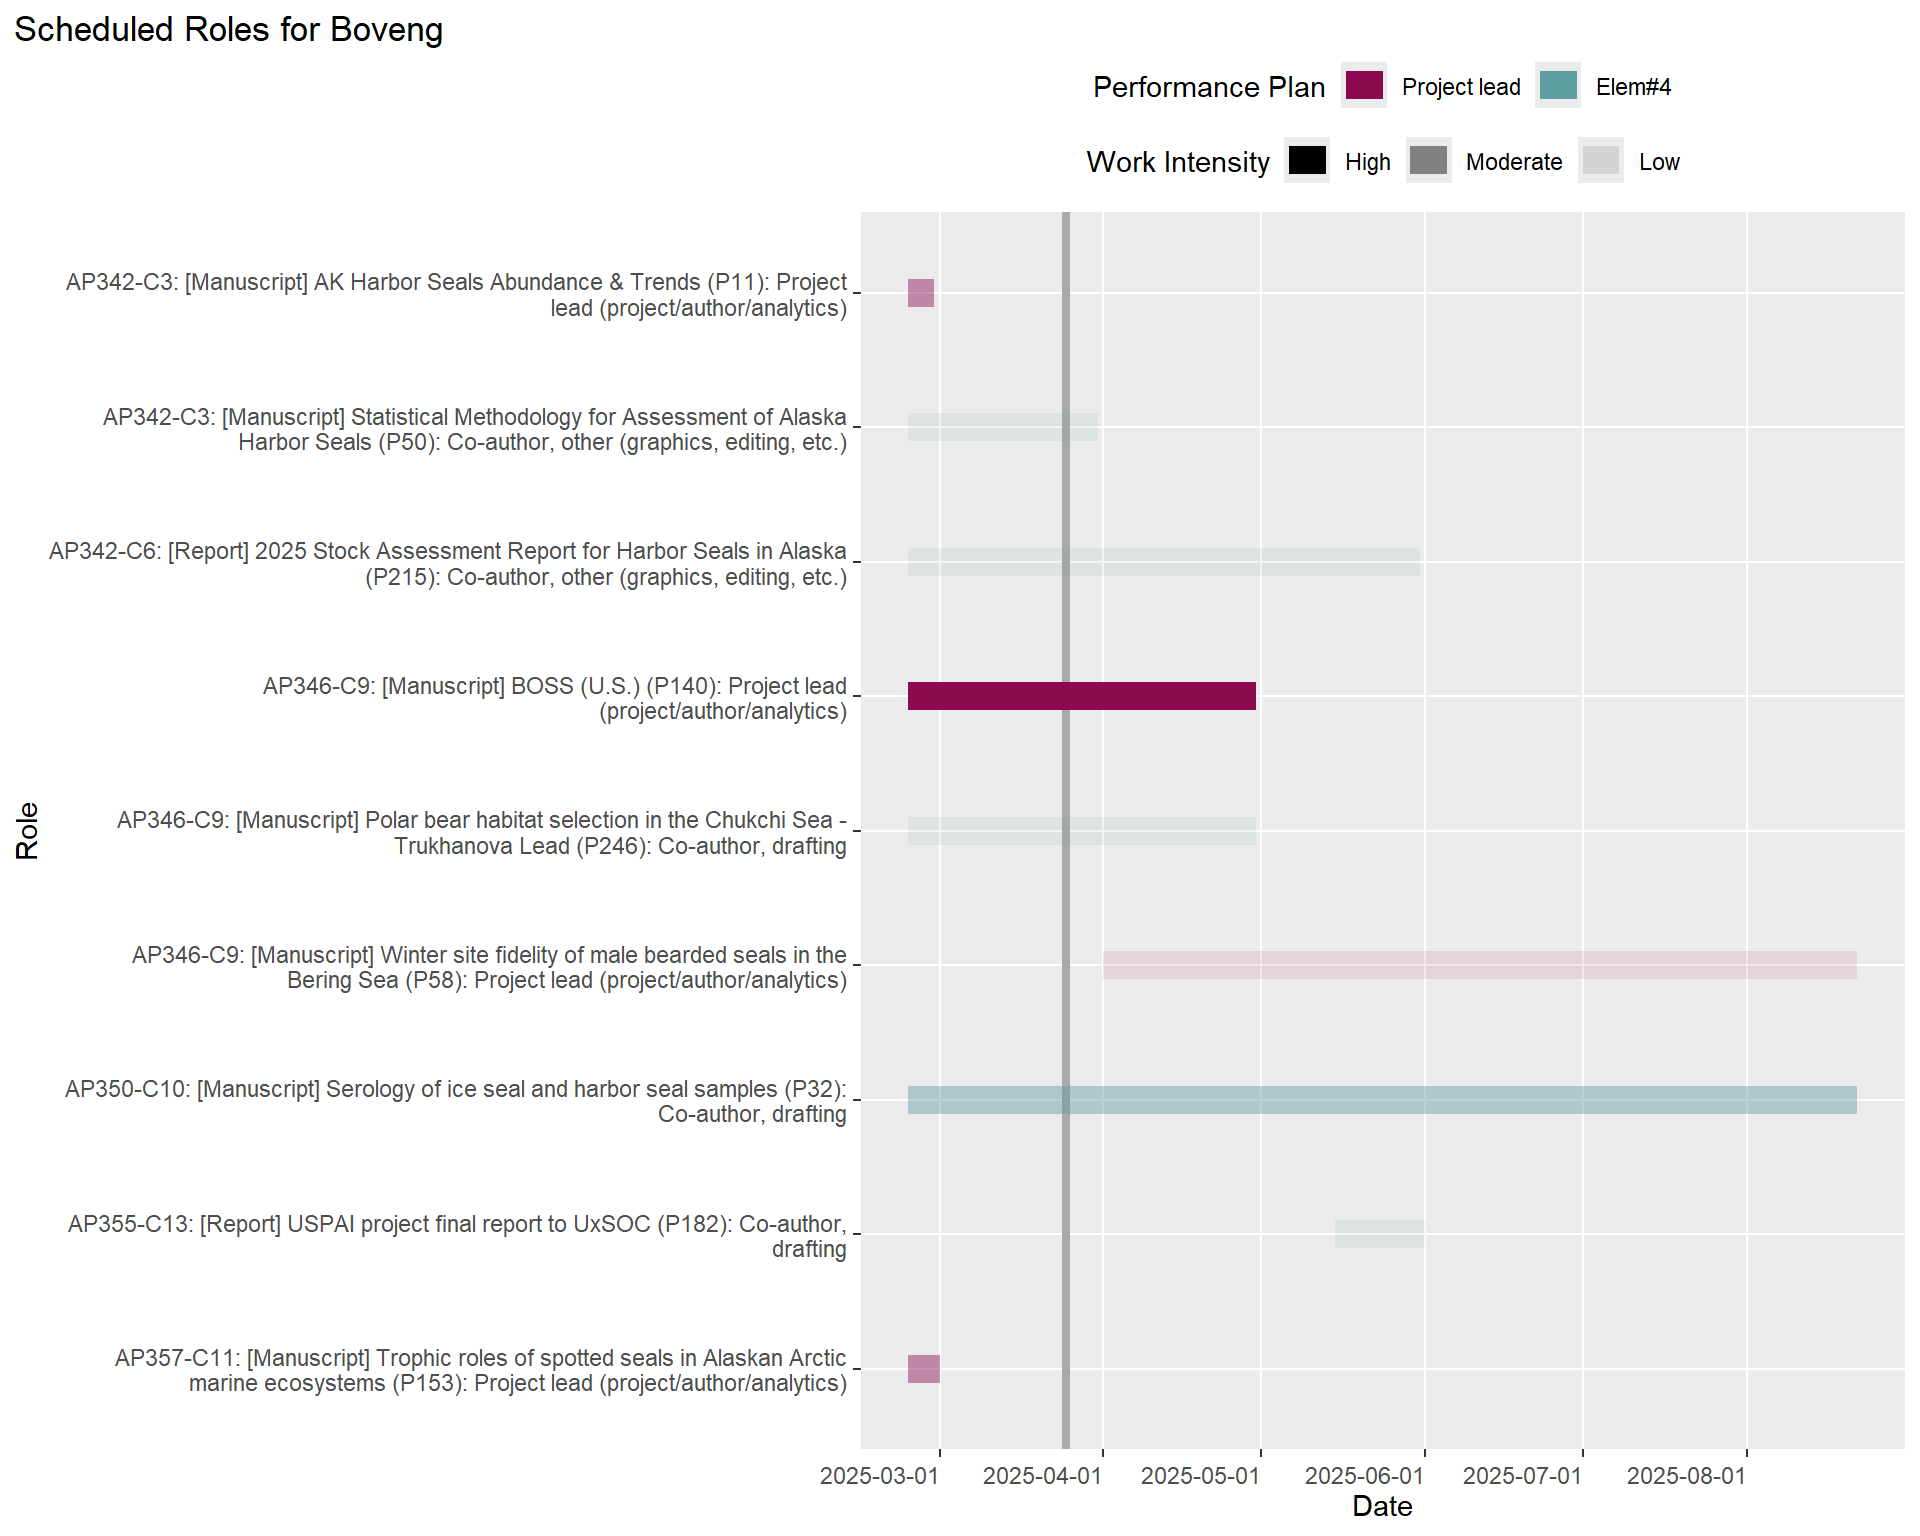 Scheduled Roles for Boveng
Performance Plan Project lead Elem#4
Work Intensity High Moderate Low
AP342-C3: [Manuscript] AK Harbor Seals Abundance & Trends (P11): Project
lead (project/author/analytics)
AP342-C3: [Manuscript] Statistical Methodology for Assessment of Alaska
Harbor Seals (P50): Co-author, other (graphics, editing, etc.)
AP342-C6: [Report] 2025 Stock Assessment Report for Harbor Seals in Alaska
(P215): Co-author, other (graphics, editing, etc.)
AP346-C9: [Manuscript] BOSS (U.S.) (P140): Project lead
(project/author/analytics)
AP346-C9: [Manuscript] Polar bear habitat selection in the Chukchi Sea -
Trukhanova Lead (P246): Co-author, drafting
AP346-C9: [Manuscript] Winter site fidelity of male bearded seals in the
Bering Sea (P58): Project lead (project/author/analytics)
AP350-C10: [Manuscript] Serology of ice seal and harbor seal samples (P32):
Co-author, drafting
AP355-C13: [Report] USPAI project final report to UxSOC (P182): Co-author,
drafting
AP357-C11: [Manuscript] Trophic roles of spotted seals in Alaskan Arctic
marine ecosystems (P153): Project lead (project/author/analytics)
Role
2025-03-01 2025-04-01 2025-05-01 2025-06-01 2025-07-01 2025-08-01
Date